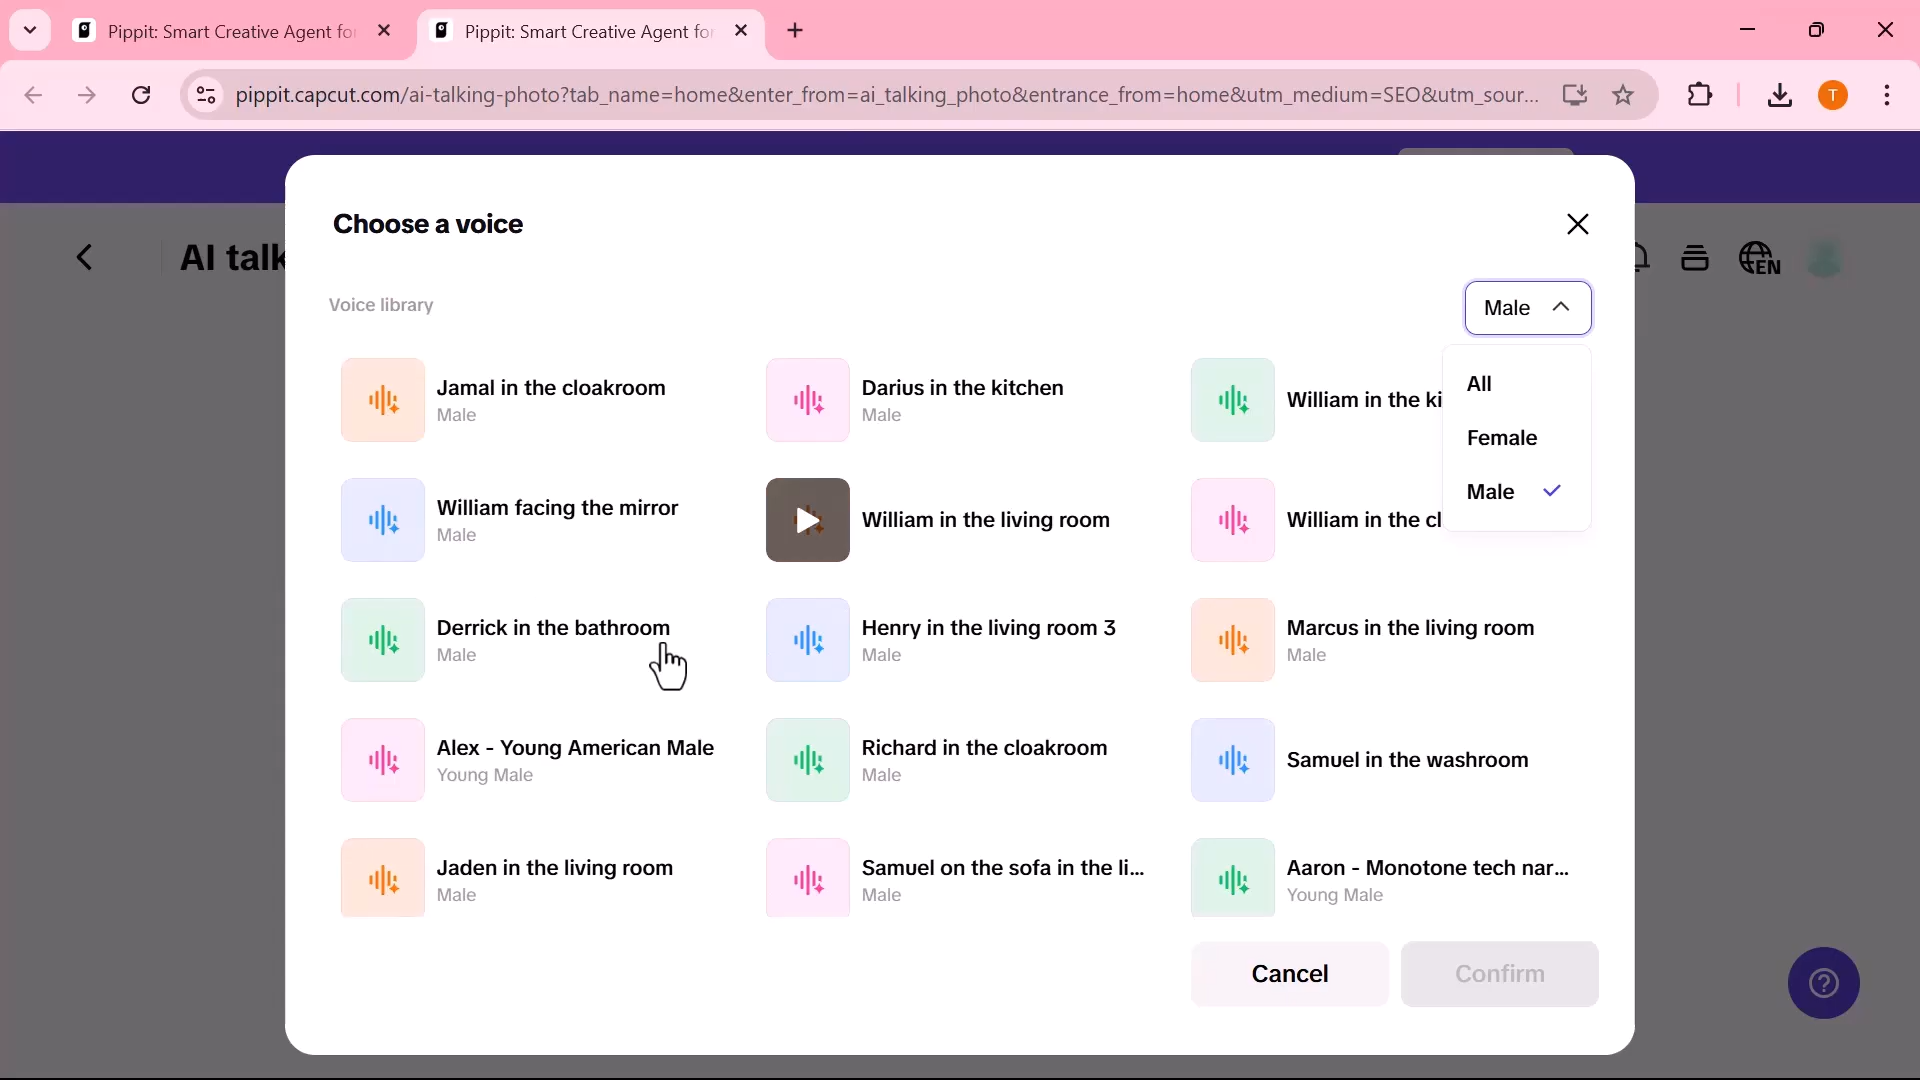 Pippit: Smart Creative Agent for
Pippit: Smart Creative Agent for
pippit.capcut.com/ai-talking-photo?tab_name=home&enter_from=ai_talking_photo&entrance_from=home&utm_medium=SEO&utm_sour...
T
AI talk
EN
Choose a voice
Voice library
Male
All
Female
Male
Jamal in the cloakroom
Male
Darius in the kitchen
Male
William in the ki
William facing the mirror
Male
William in the living room
William in the cl
Derrick in the bathroom
Male
Henry in the living room 3
Male
Marcus in the living room
Male
Alex - Young American Male
Young Male
Richard in the cloakroom
Male
Samuel in the washroom
Jaden in the living room
Male
Samuel on the sofa in the li...
Male
Aaron - Monotone tech nar...
Young Male
Cancel
Confirm